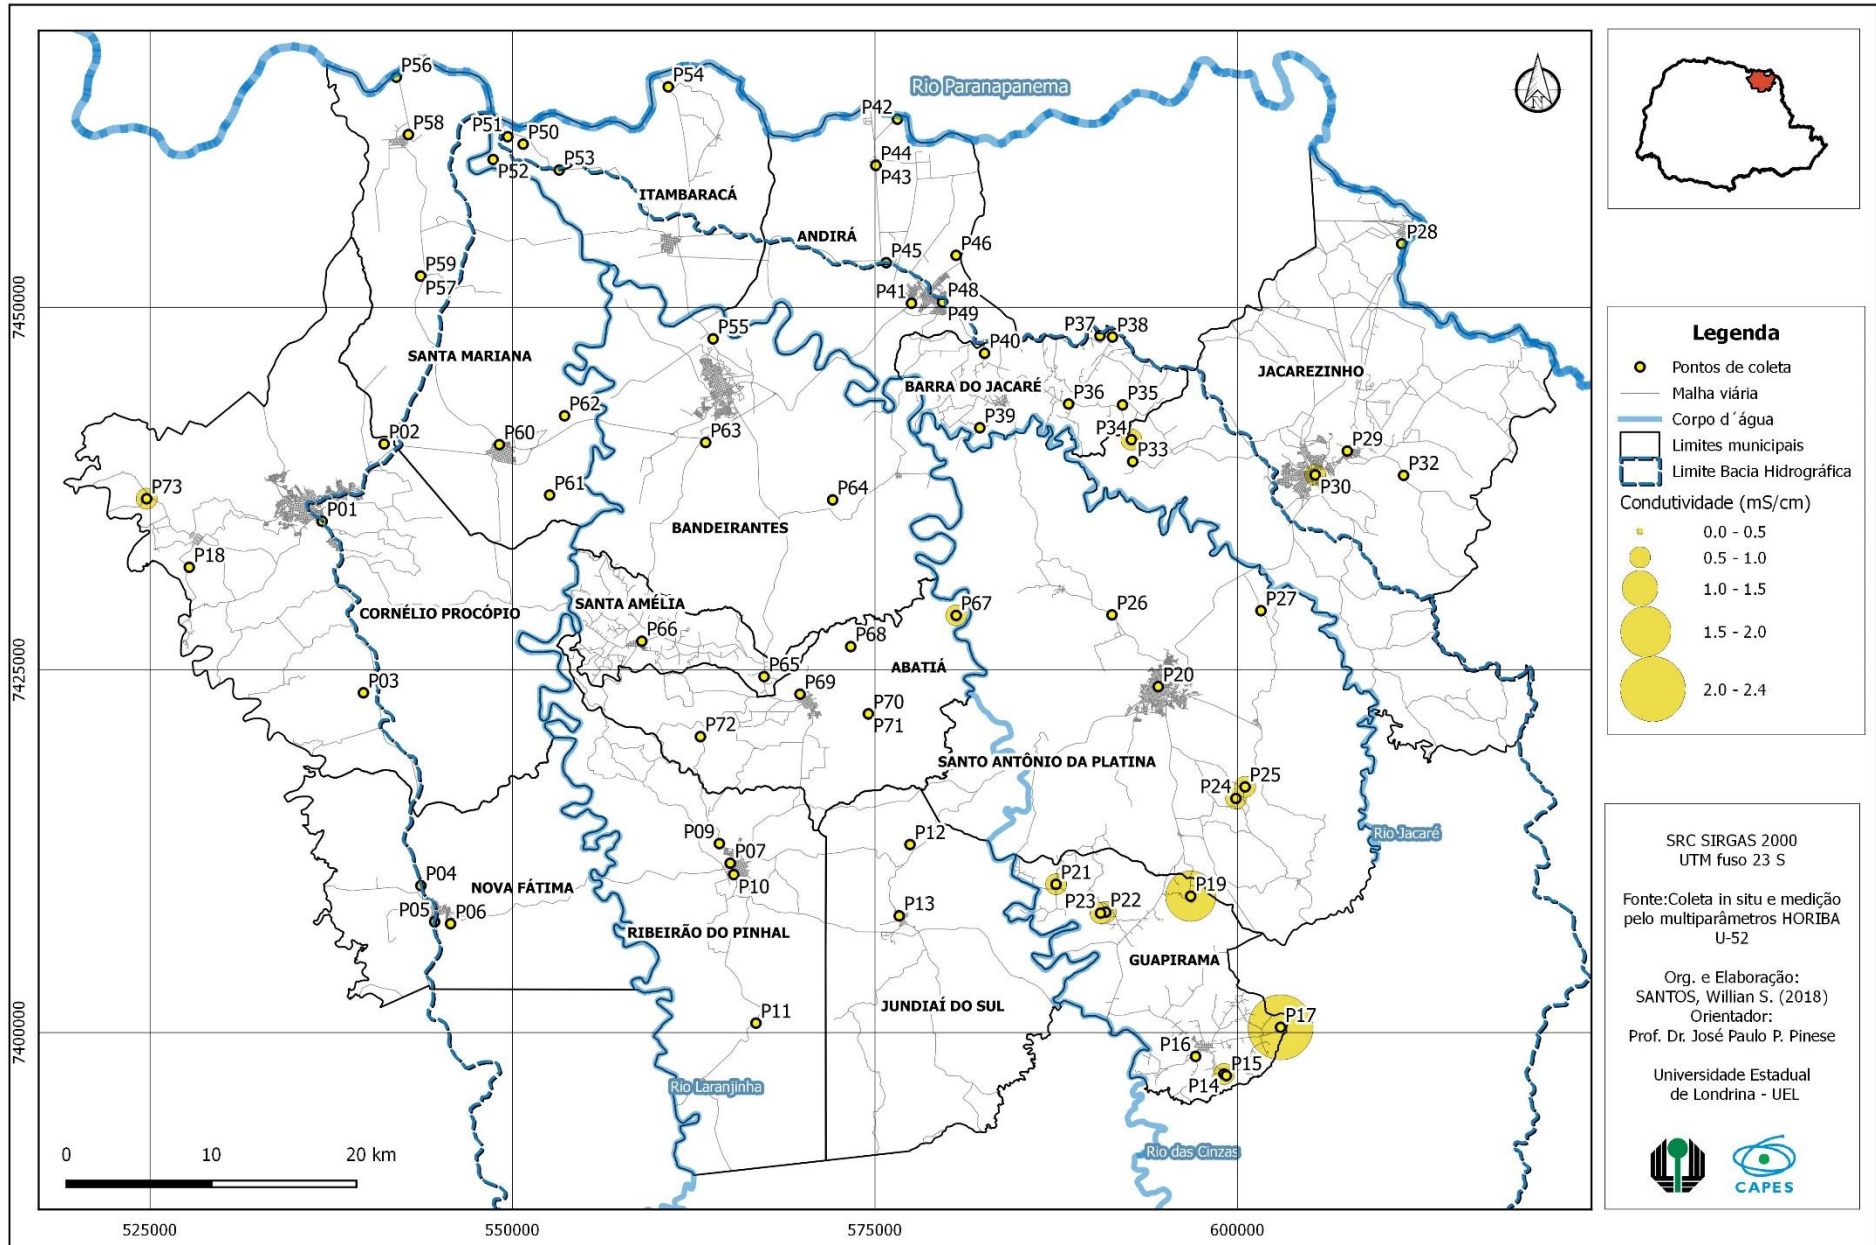 P56
P54
Rio Paranapanema
N
P58
P51
P50
P42
P52
P53
P44
P43
ITAMBARACÁ
ANDIRÁ
P28
P59
P57
P45
P46
P41
P48
P49
7450000
P55
P37
P38
P40
SANTA MARIANA
BARRA DO JACARÉ
JACAREZINHO
P62
P36
P35
P02
P60
P63
P39
P34
P33
P29
P32
P73
P61
P64
P30
P01
BANDEIRANTES
P18
CORNÉLIO PROCÓPIO
SANTA AMÉLIA
P67
P26
P27
P66
P68
7425000
P65
ABATIÁ
P03
P69
P20
P70
P71
P72
SANTO ANTÔNIO DA PLATINA
P25
P24
P09
P12
Rio Jacaré
P07
P04
NOVA FÁTIMA
P10
P21
P19
P05
P06
P13
P23
P22
RIBEIRÃO DO PINHAL
GUAPIRAMA
7400000
P11
JUNDIAÍ DO SUL
P17
P16
P15
P14
Rio Laranjinha
Rio das Cinzas
0 10 20 km
525000 550000 575000 600000
Legenda
Pontos de coleta
Malha viária
Corpo d´água
Limites municipais
Limite Bacia Hidrográfica
Condutividade (mS/cm)
0.0 - 0.5
0.5 - 1.0
1.0 - 1.5
1.5 - 2.0
2.0 - 2.4
SRC SIRGAS 2000
UTM fuso 23 S
Fonte:Coleta in situ e medição
pelo multiparâmetros HORIBA
U-52
Org. e Elaboração:
SANTOS, Willian S. (2018)
Orientador:
Prof. Dr. José Paulo P. Pinese
Universidade Estadual
de Londrina - UEL
CAPES